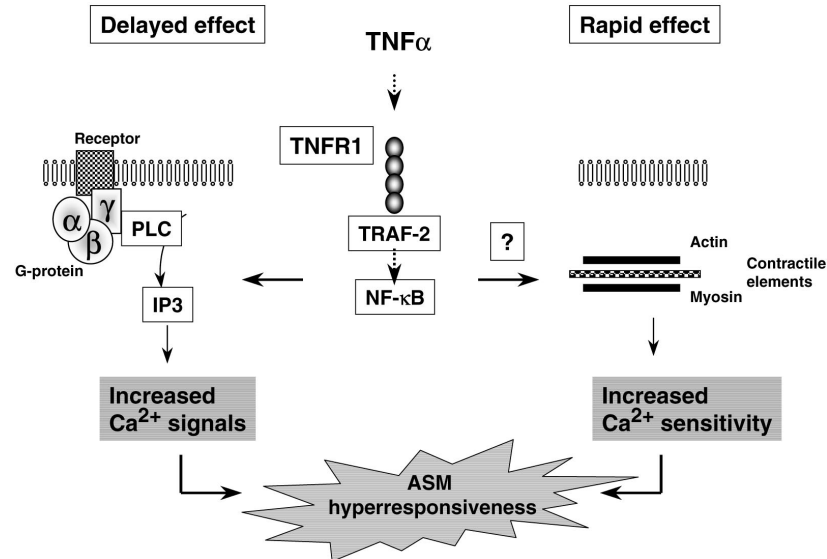 Delayed effect
TNFα
Rapid effect
Receptor
TNFR1
α
γ
β
PLC
G-protein
TRAF-2
?
Actin
Contractile
elements
Myosin
IP3
NF-κB
Increased
Ca2+ signals
Increased
Ca2+ sensitivity
ASM
hyperresponsiveness